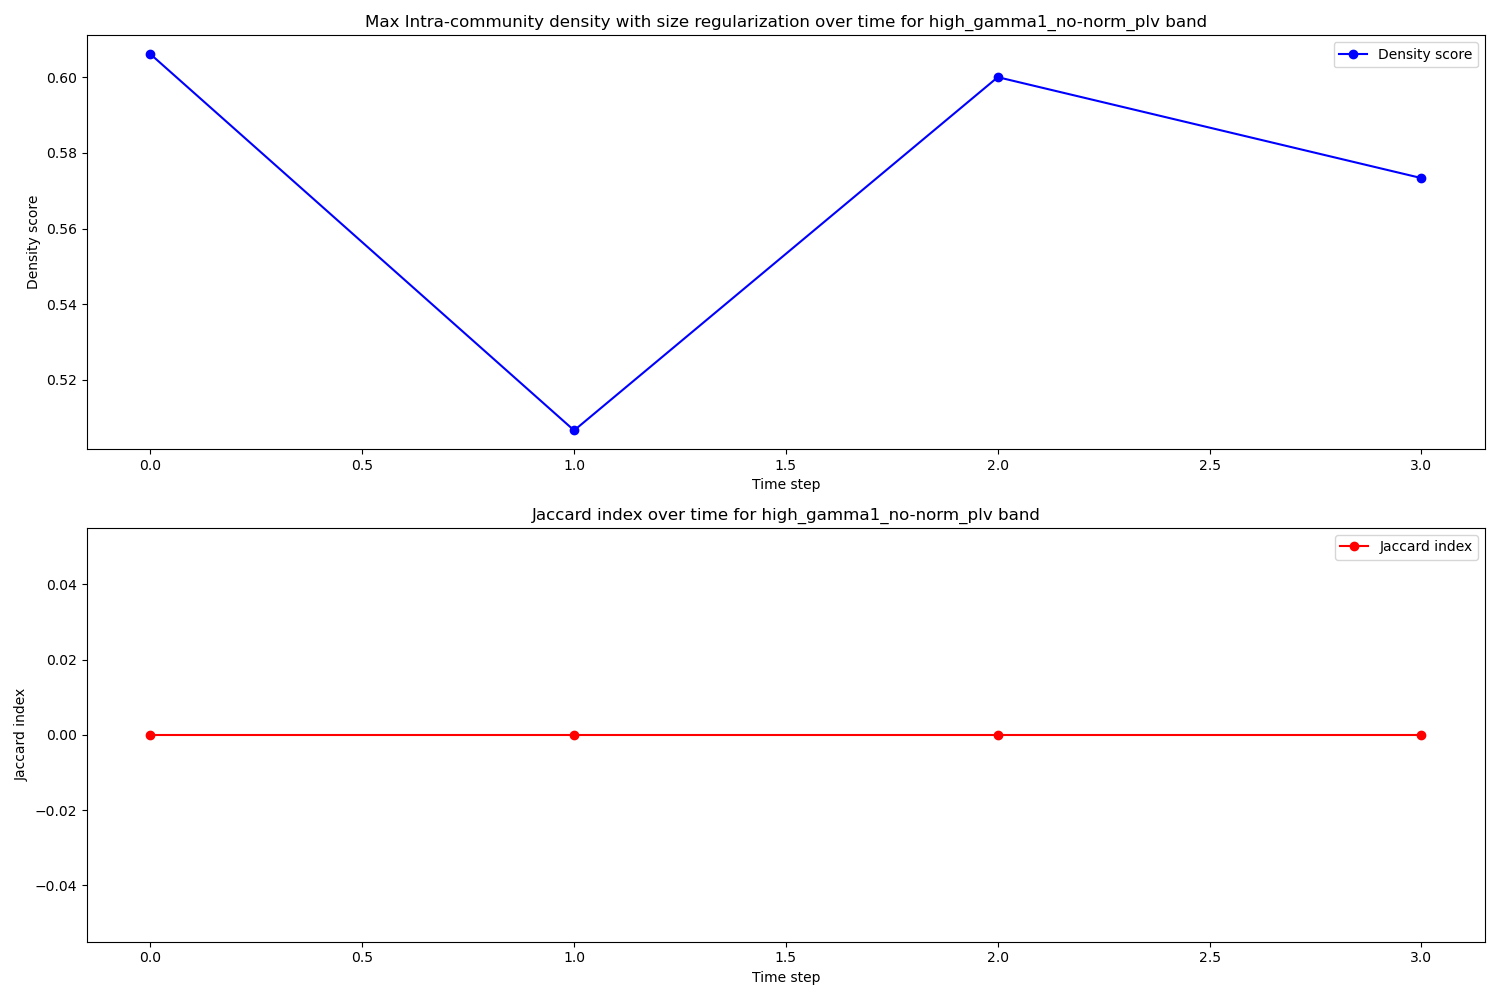 Max Intra-community density with size regularization over time for high_gamma1_no-norm_plv band
Density score
0.60
0.58
0.56
0.54
0.52
Density score
0.0 0.5 1.0 1.5 2.0 2.5 3.0
Time step
Jaccard index over time for high_gamma1_no-norm_plv band
Jaccard index
0.04
0.02
0.00
−0.02
−0.04
Jaccard index
0.0 0.5 1.0 1.5 2.0 2.5 3.0
Time step